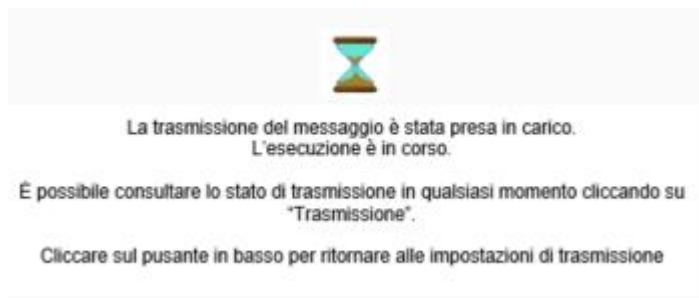 La trasmissione del messaggio è stata presa in carico.
L'esecuzione è in corso.
È possibile consultare lo stato di trasmissione in qualsiasi momento cliccando su
"Trasmissione".
Cliccare sul pusante in basso per ritornare alle impostazioni di trasmissione